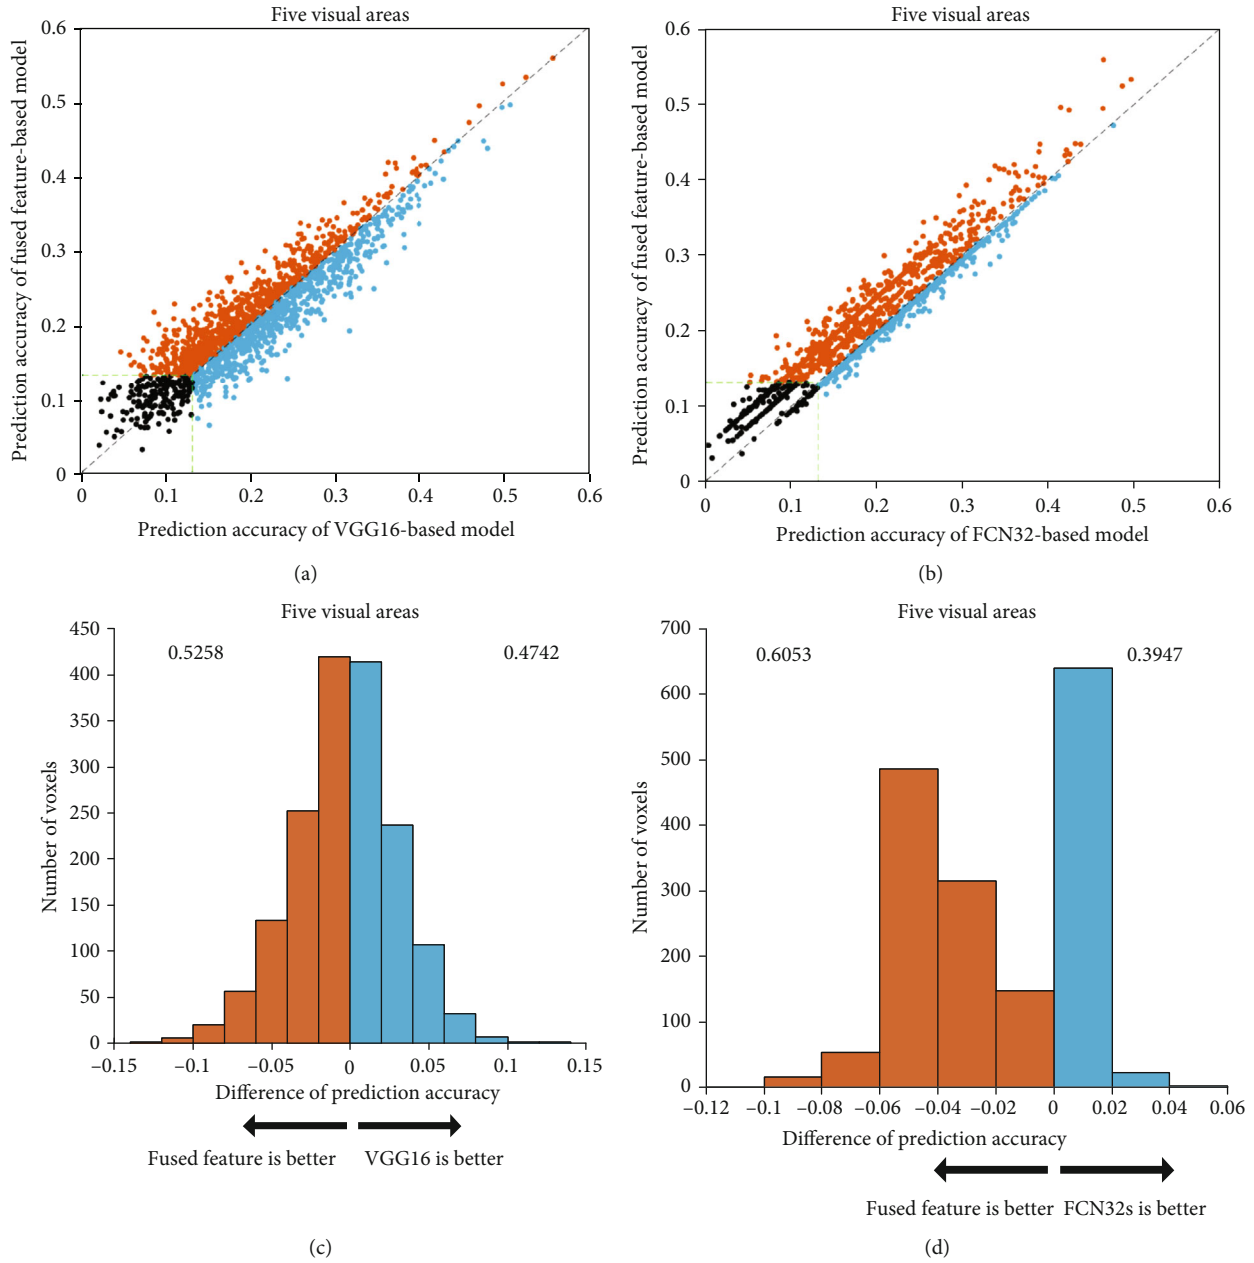 Five visual areas
Prediction accuracy of fused feature-based model
0.6
0.5
0.4
0.3
0.2
0.1
0
0 0.1 0.2 0.3 0.4 0.5 0.6
Prediction accuracy of VGG16-based model
(a)
Five visual areas
Prediction accuracy of fused feature-based model
0.6
0.5
0.4
0.3
0.2
0.1
0
0 0.1 0.2 0.3 0.4 0.5 0.6
Prediction accuracy of FCN32-based model
(b)
Five visual areas
0.5258 0.4742
Number of voxels
450
400
350
300
250
200
150
100
50
0
−0.15 −0.1 −0.05 0 0.05 0.1 0.15
Difference of prediction accuracy
Fused feature is better VGG16 is better
(c)
Five visual areas
0.6053 0.3947
Number of voxels
700
600
500
400
300
200
100
0
−0.12 −0.1 −0.08 −0.06 −0.04 −0.02 0 0.02 0.04 0.06
Difference of prediction accuracy
Fused feature is better FCN32s is better
(d)